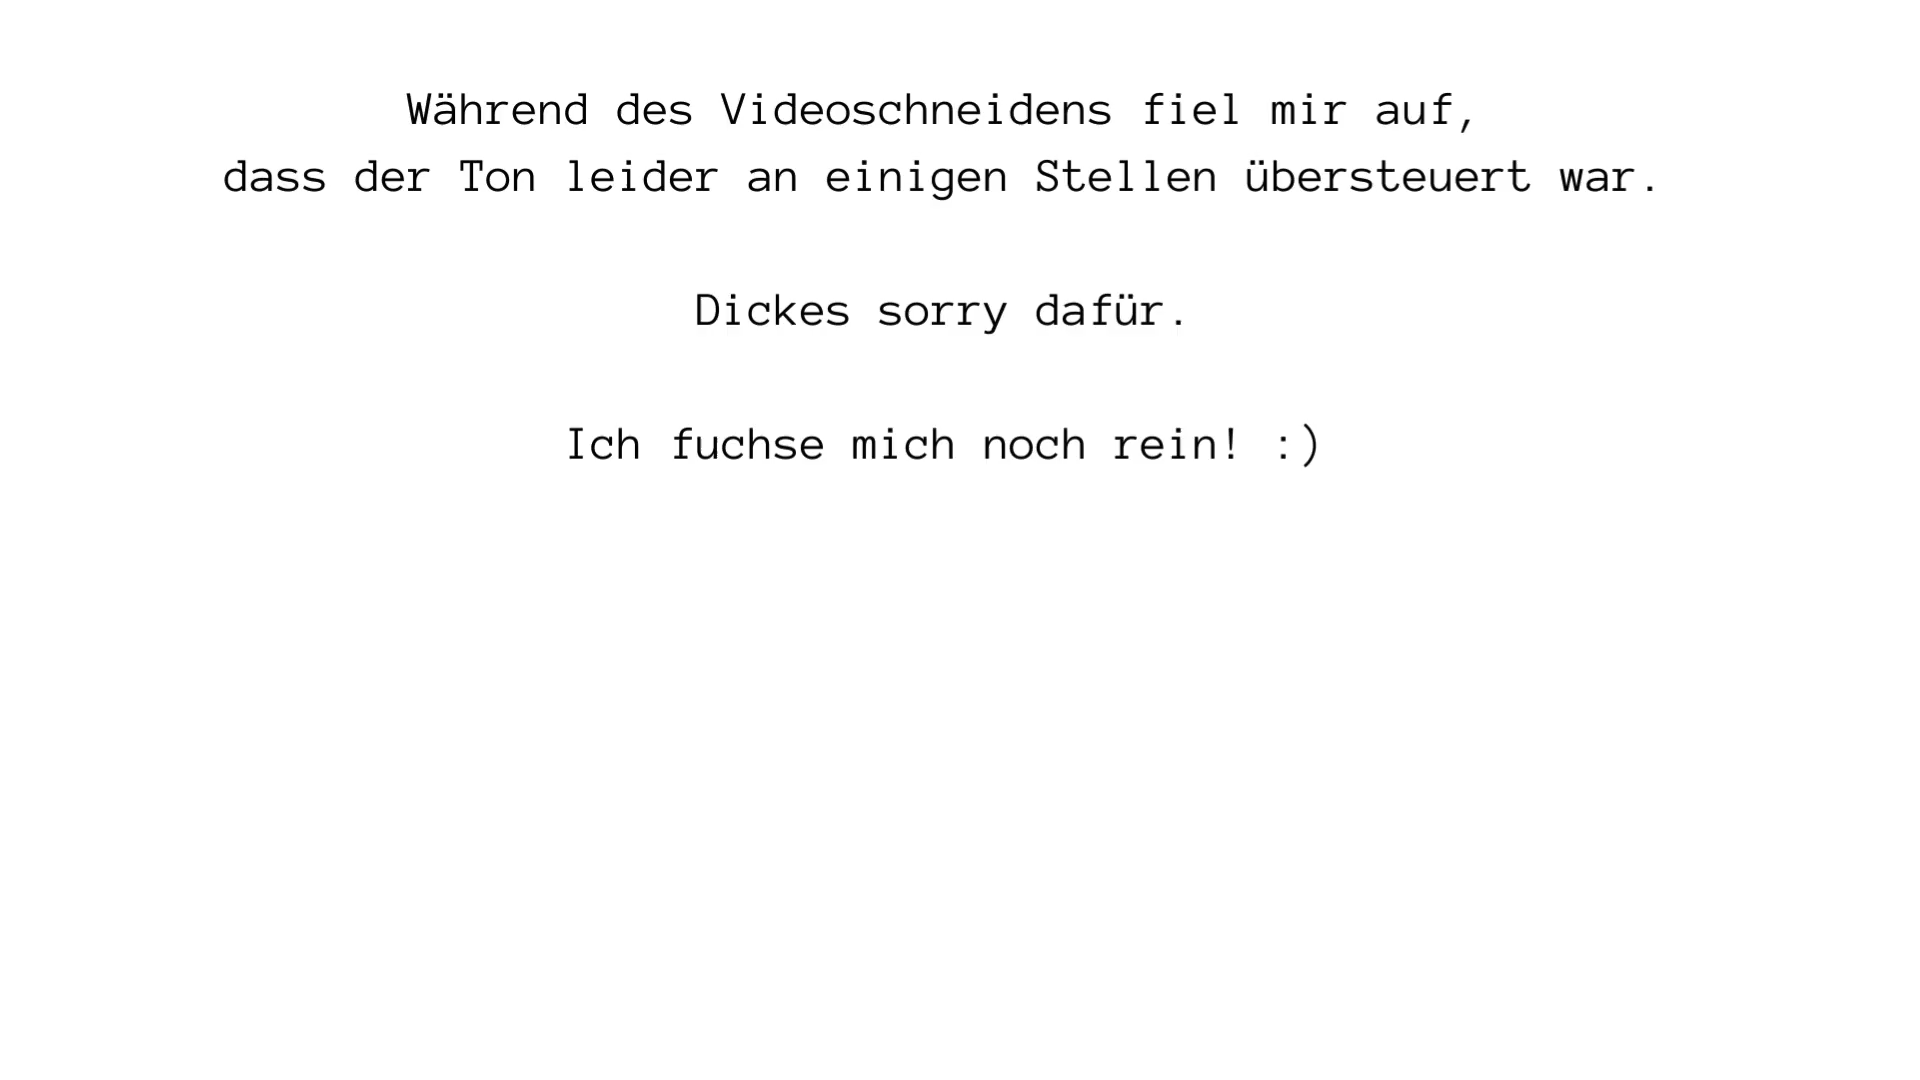 Während des Videoschneidens fiel mir auf,
dass der Ton leider an einigen Stellen übersteuert war.
Dickes sorry dafür.
Ich fuchse mich noch rein! :)